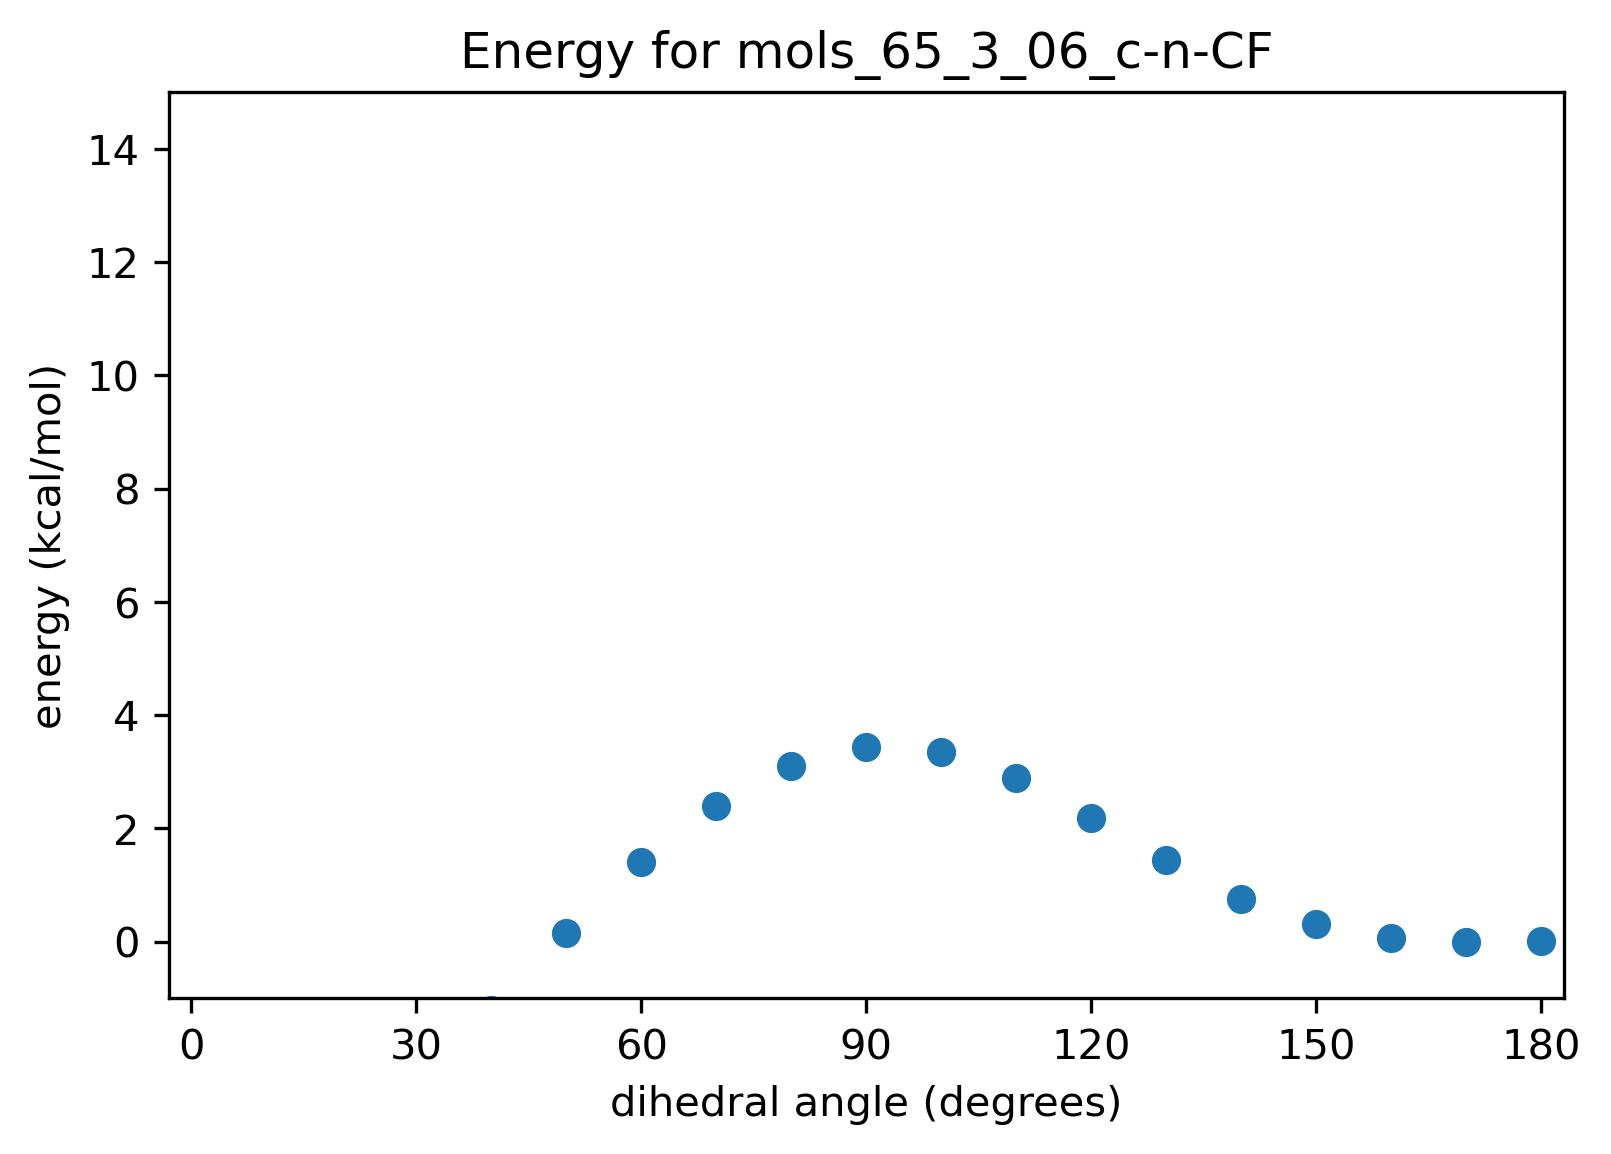 Energy for mols_65_3_06_c-n-CF
14
12
10
8
6
4
2
0
energy (kcal/mol)
0 30 60 90 120 150 180
dihedral angle (degrees)